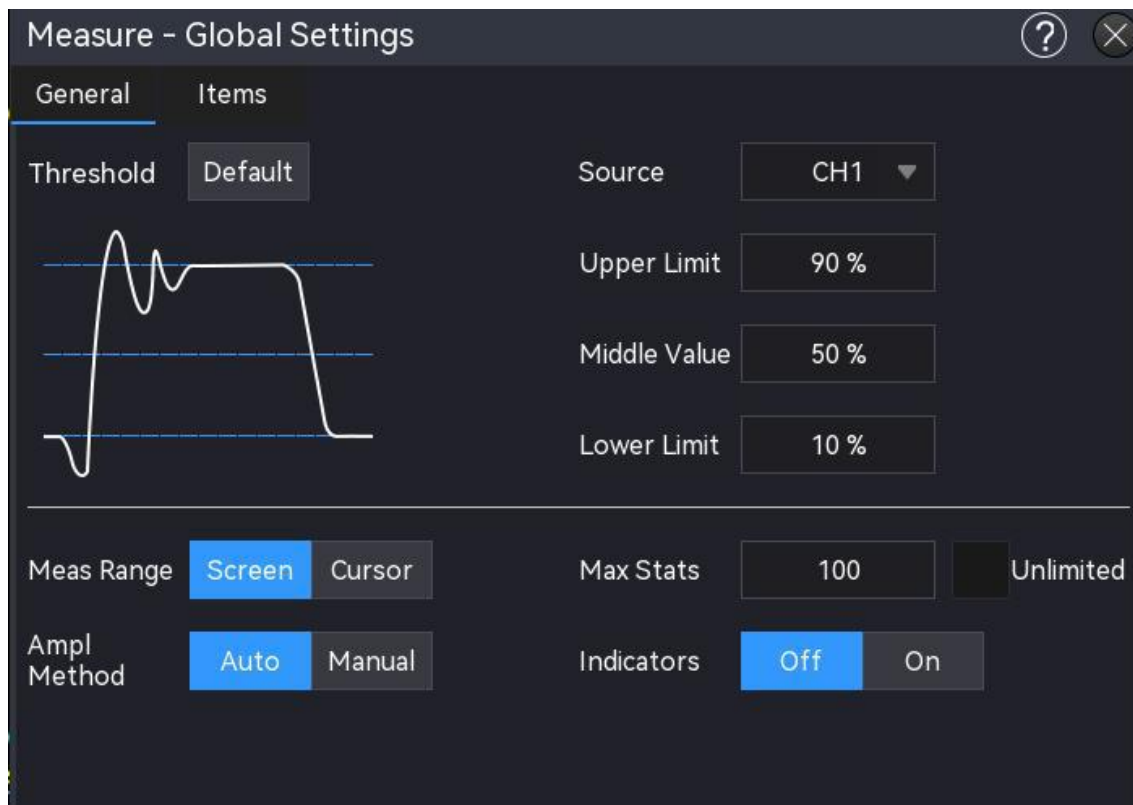 Measure - Global Settings
?
General Items
Threshold Default
Source CH1
Upper Limit 90 %
Middle Value 50 %
Lower Limit 10 %
Meas Range Screen Cursor
Max Stats 100 Unlimited
Ampl
Method Auto Manual
Indicators Off On